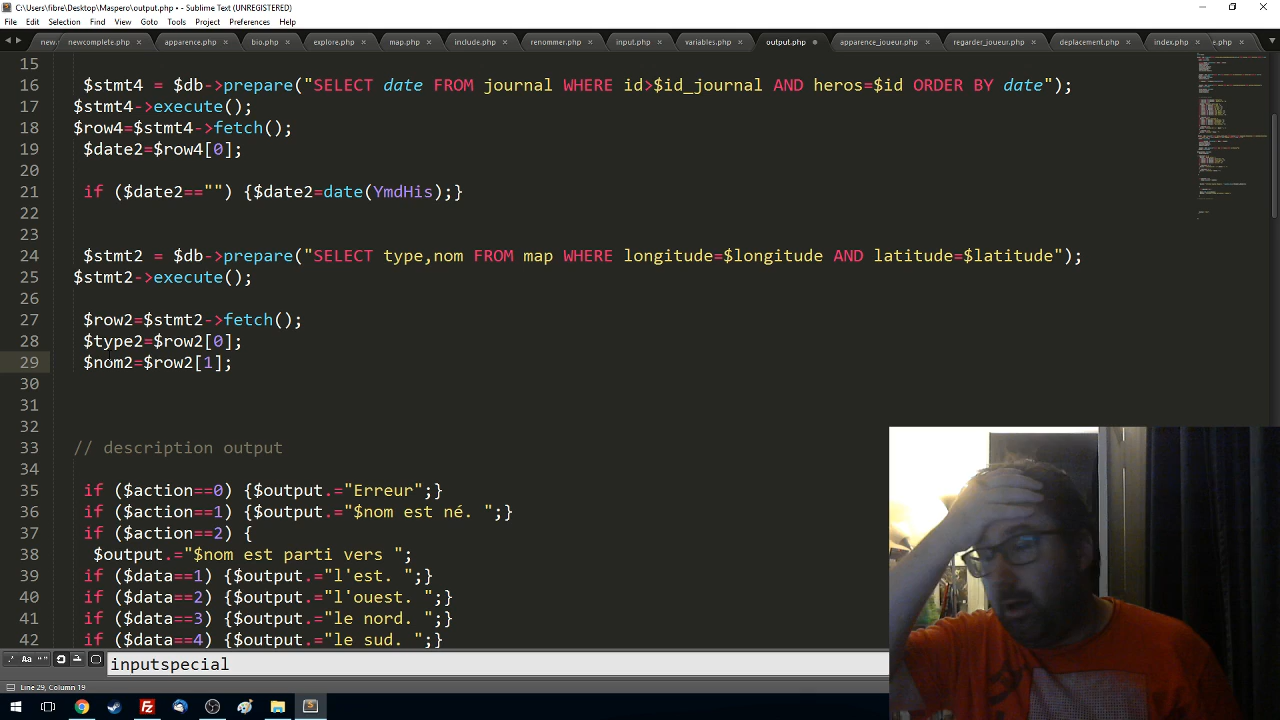 C:\Users\fibre\Desktop\Maspero\output.php • - Sublime Text (UNREGISTERED)
File Edit Selection Find View Goto Tools Project Preferences Help
new. newcomplete.php apparence.php bio.php explore.php map.php include.php renommer.php input.php variables.php output.php apparence_joueur.php regarder_joueur.php deplacement.php index.php e.php
15
16 $stmt4 = $db->prepare("SELECT date FROM journal WHERE id>$id_journal AND heros=$id ORDER BY date");
17 $stmt4->execute();
18 $row4=$stmt4->fetch();
19 $date2=$row4[0];
20
21 if ($date2=="") {$date2=date(YmdHis);}
22
23
24 $stmt2 = $db->prepare("SELECT type,nom FROM map WHERE longitude=$longitude AND latitude=$latitude");
25 $stmt2->execute();
26
27 $row2=$stmt2->fetch();
28 $type2=$row2[0];
29 $nom2=$row2[1];
30
31
32
33 // description output
34
35 if ($action==0) {$output.="Erreur";}
36 if ($action==1) {$output.="$nom est né. ";}
37 if ($action==2) {
38 $output.="$nom est parti vers ";
39 if ($data==1) {$output.="l'est. ";}
40 if ($data==2) {$output.="l'ouest. ";}
41 if ($data==3) {$output.="le nord. ";}
42 if ($data==4) {$output.="le sud. ";}
.* Aa “”
inputspecial
Line 29, Column 19